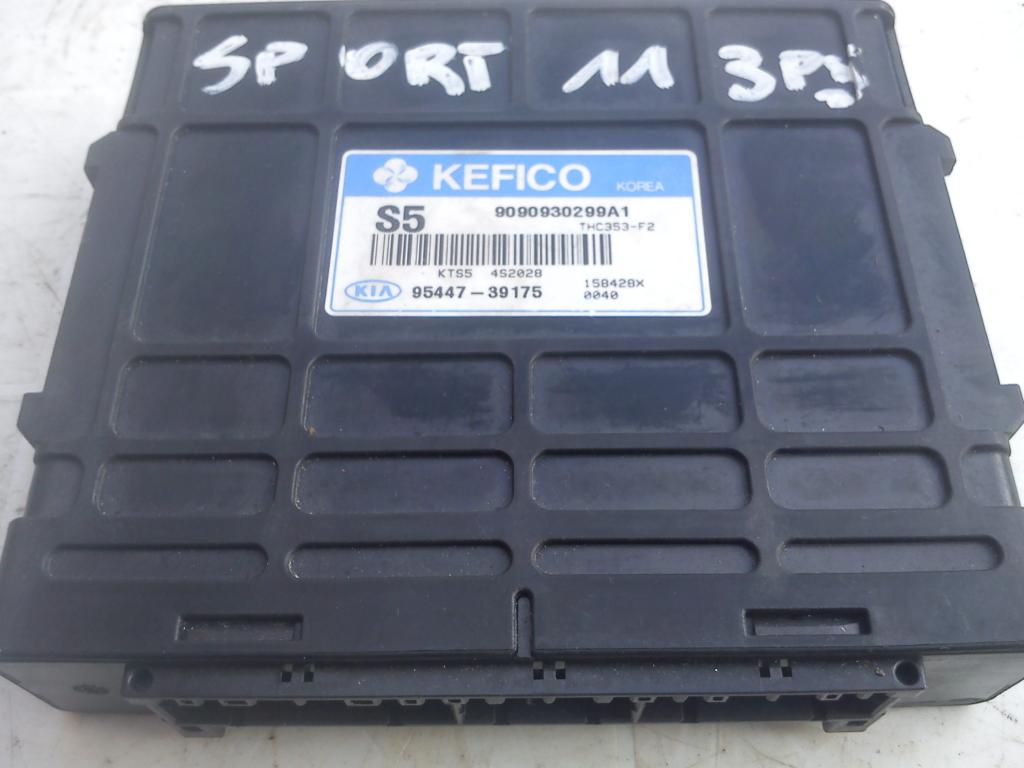 SPORT 11 3P
KEFICO KOREA
S5 9090930299A1
THC353-F2
KTS5 4S2028
KIA 95447-39175 158428X
0040